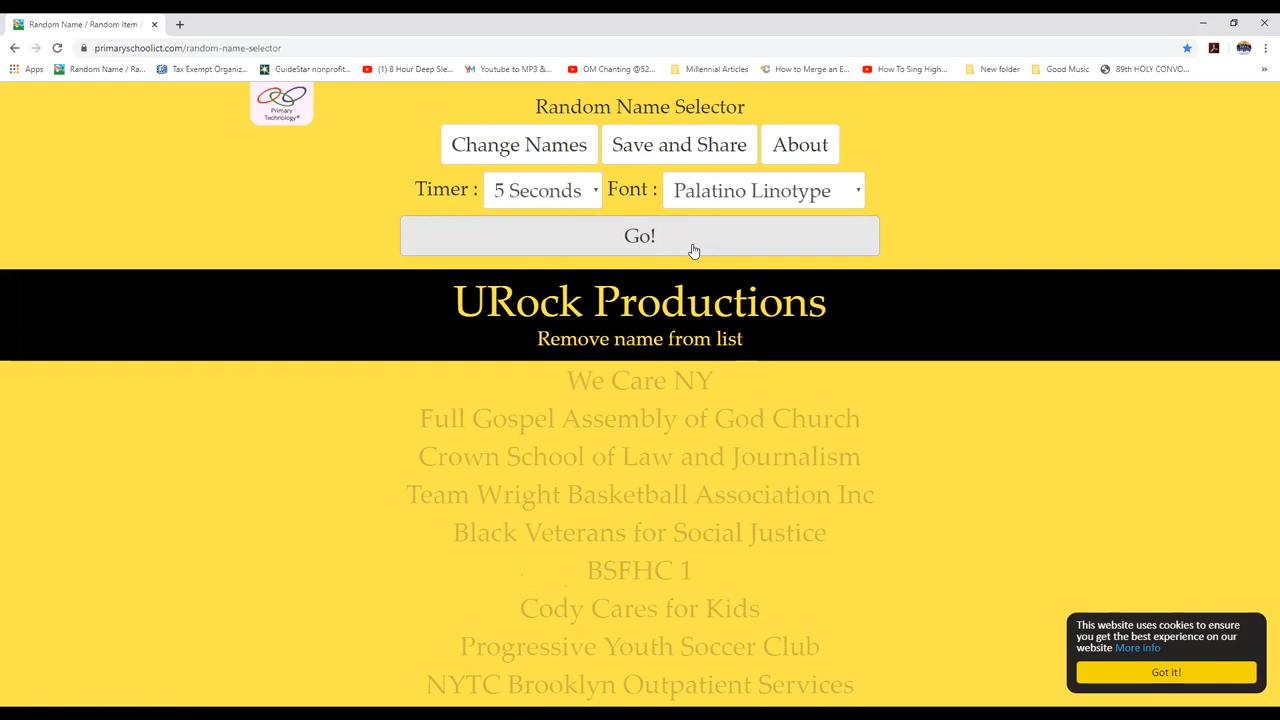 Random Name / Random Item /
primaryschoolict.com/random-name-selector
Apps
Random Name / Ra...
Tax Exempt Organiz...
GuideStar nonprofit...
(1) 8 Hour Deep Sle...
Youtube to MP3 &...
OM Chanting @52...
Millennial Articles
How to Merge an E...
How To Sing High...
New folder
Good Music
89th HOLY CONVO...
»
Primary
Technology®
Random Name Selector
Change Names
Save and Share
About
Timer :
5 Seconds
Font :
Palatino Linotype
Go!
URock Productions
Remove name from list
We Care NY
Full Gospel Assembly of God Church
Crown School of Law and Journalism
Team Wright Basketball Association Inc
Black Veterans for Social Justice
BSFHC 1
Cody Cares for Kids
Progressive Youth Soccer Club
NYTC Brooklyn Outpatient Services
This website uses cookies to ensure
you get the best experience on our
website More info
Got it!